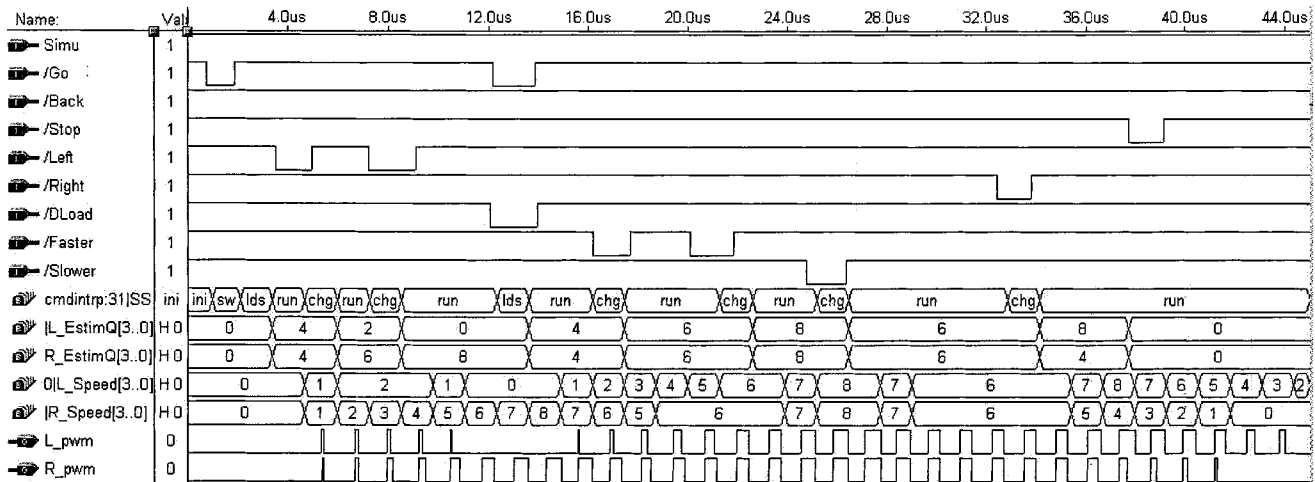 Name: Val 4.0us 8.0us 12.0us 16.0us 20.0us 24.0us 28.0us 32.0us 36.0us 40.0us 44.0us
Simu 1
/Go 1
/Back 1
/Stop 1
/Left 1
/Right 1
/DLoad 1
/Faster 1
/Slower 1
cmdintrp:31|SS ini ini sw lds run chg run chg run lds run chg run chg run chg run chg run
|L_EstimQ[3..0] H 0 0 4 2 0 4 6 8 6 8 0
R_EstimQ[3..0] H 0 0 4 6 8 4 6 8 6 4 0
0|L_Speed[3..0] H 0 0 1 2 1 0 1 2 3 4 5 6 7 8 7 6 7 8 7 6 5 4 3 2
|R_Speed[3..0] H 0 0 1 2 3 4 5 6 7 8 7 6 5 6 7 8 7 6 5 4 3 2 1 0
L_pwm 0
R_pwm 0